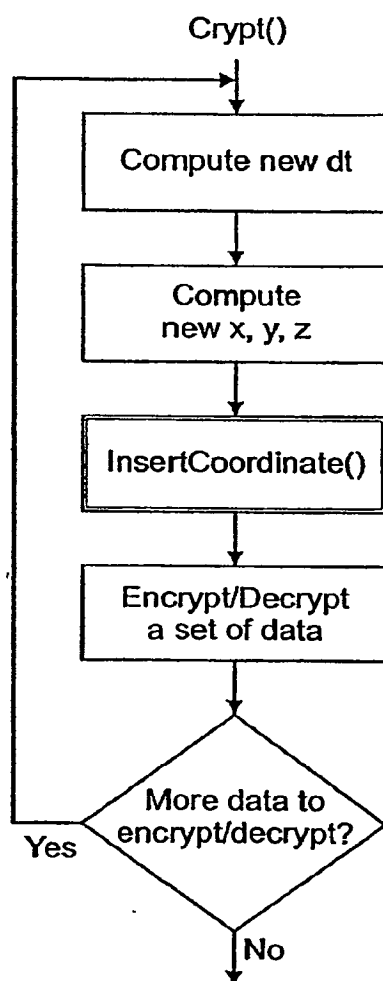 Crypt()
Compute new dt
Compute
new x, y, z
InsertCoordinate()
Encrypt/Decrypt
a set of data
More data to
encrypt/decrypt?
Yes
No